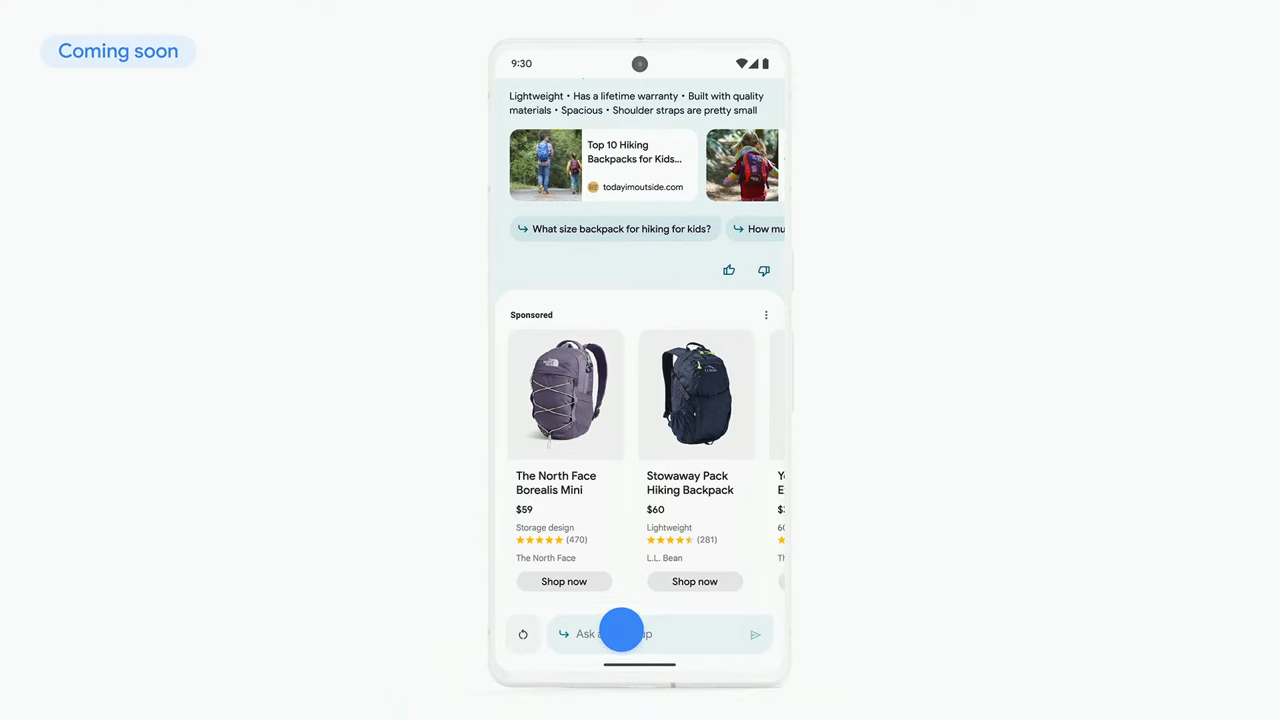 Coming soon
9:30
Lightweight • Has a lifetime warranty • Built with quality
materials • Spacious • Shoulder straps are pretty small
Top 10 Hiking
Backpacks for Kids...
todayimoutside.com
What size backpack for hiking for kids?
How mu
Sponsored
The North Face
Borealis Mini
$59
Storage design
(470)
The North Face
Shop now
Stowaway Pack
Hiking Backpack
$60
Lightweight
(281)
L.L. Bean
Shop now
Ask